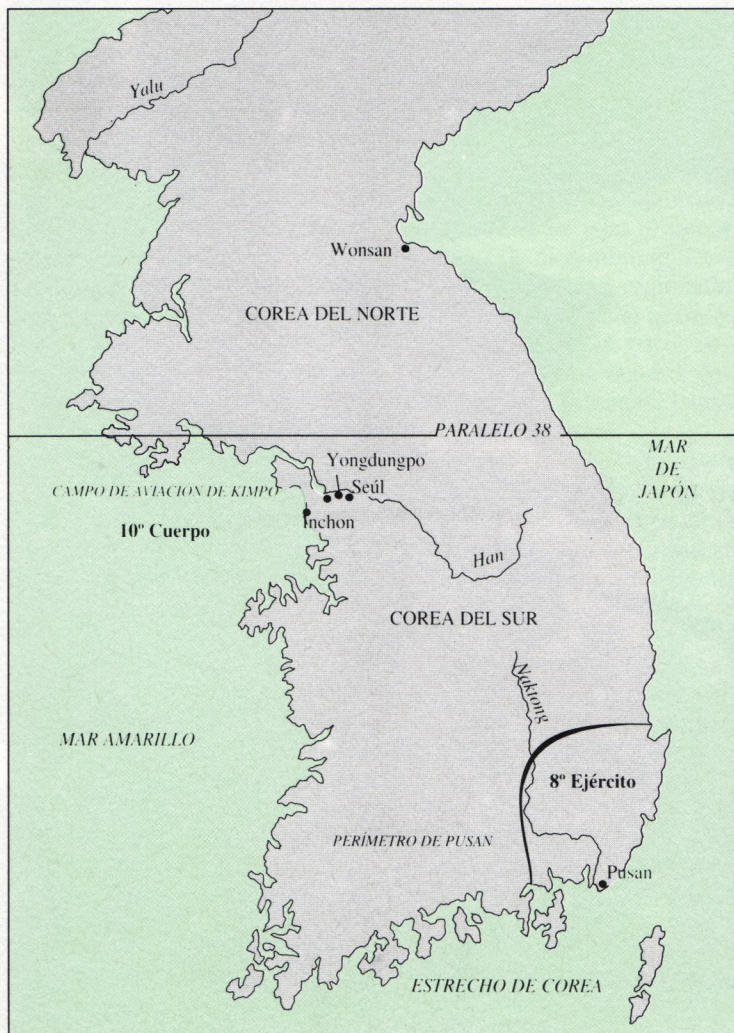 Yalu
Wonsan
COREA DEL NORTE
PARALELO 38
MAR
DE
JAPÓN
Yongdungpo
Seúl
CAMPO DE AVIACIÓN DE KIMPO
10º Cuerpo
Inchon
Han
COREA DEL SUR
Naktong
MAR AMARILLO
8º Ejército
PERÍMETRO DE PUSAN
Pusan
ESTRECHO DE COREA